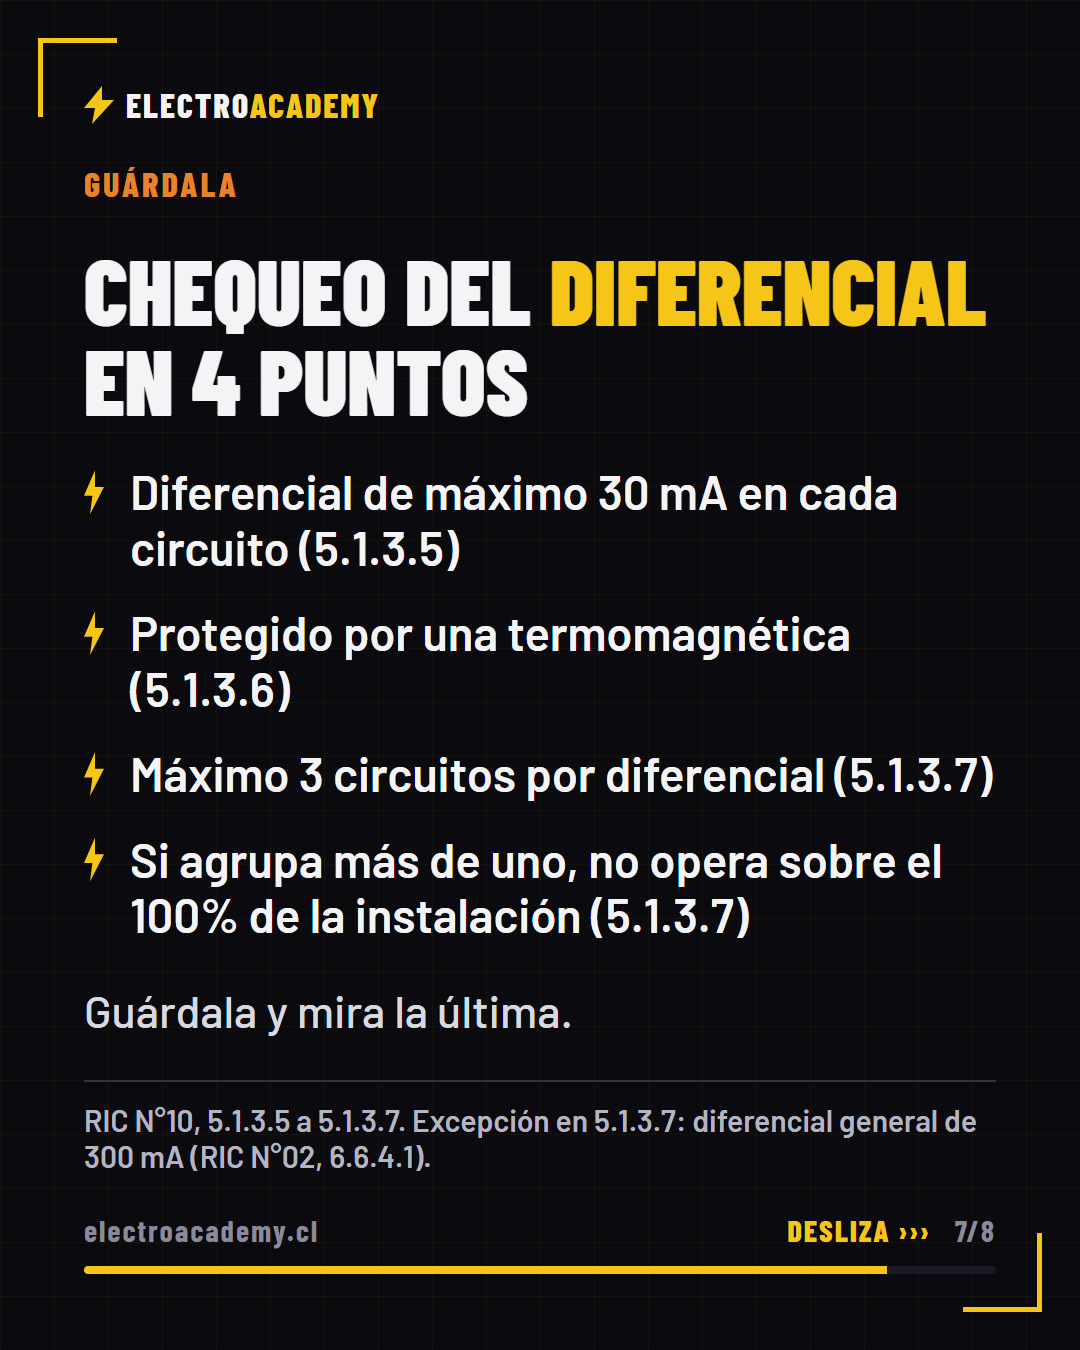 ELECTROACADEMY
GUÁRDALA
CHEQUEO DEL DIFERENCIAL
EN 4 PUNTOS
Diferencial de máximo 30 mA en cada
circuito (5.1.3.5)
Protegido por una termomagnética
(5.1.3.6)
Máximo 3 circuitos por diferencial (5.1.3.7)
Si agrupa más de uno, no opera sobre el
100% de la instalación (5.1.3.7)
Guárdala y mira la última.
RIC N°10, 5.1.3.5 a 5.1.3.7. Excepción en 5.1.3.7: diferencial general de
300 mA (RIC N°02, 6.6.4.1).
electroacademy.cl
DESLIZA ››› 7/8